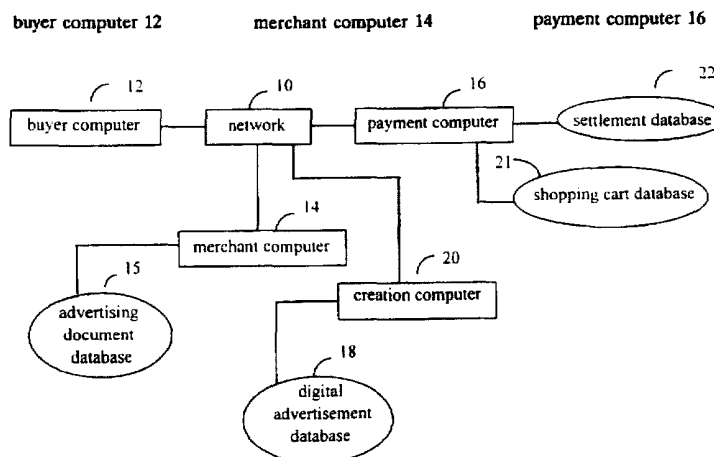 buyer computer 12 merchant computer 14 payment computer 16
12 10 16 22
buyer computer network payment computer settlement database
21
shopping cart database
14
merchant computer
15 20
advertising
document
database
creation computer
18
digital
advertisement
database